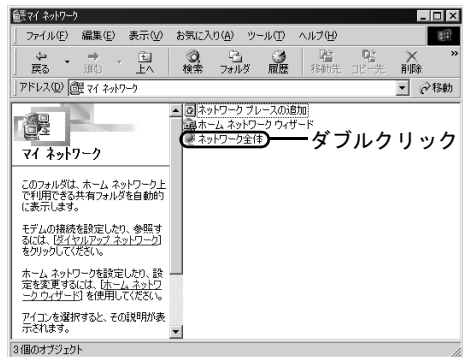 マイ ネットワーク
ファイル(F) 編集(E) 表示(V) お気に入り(A) ツール(T) ヘルプ(H)
戻る 進む 上へ 検索 フォルダ 履歴 移動先 コピー先 削除 »
アドレス(D) マイ ネットワーク 移動
マイ ネットワーク
このフォルダは、ホーム ネットワーク上
で利用できる共有フォルダを自動的
に表示します。
モデムの接続を設定したり、参照す
るには、[ダイヤルアップ ネットワーク]
をクリックしてください。
ホーム ネットワークを設定したり、設
定を変更するには、[ホーム ネットワ
ーク ウィザード] を使用してください。
アイコンを選択すると、その説明が表
示されます。
ネットワーク プレースの追加
ホーム ネットワーク ウィザード
ネットワーク全体
ダブルクリック
3 個のオブジェクト